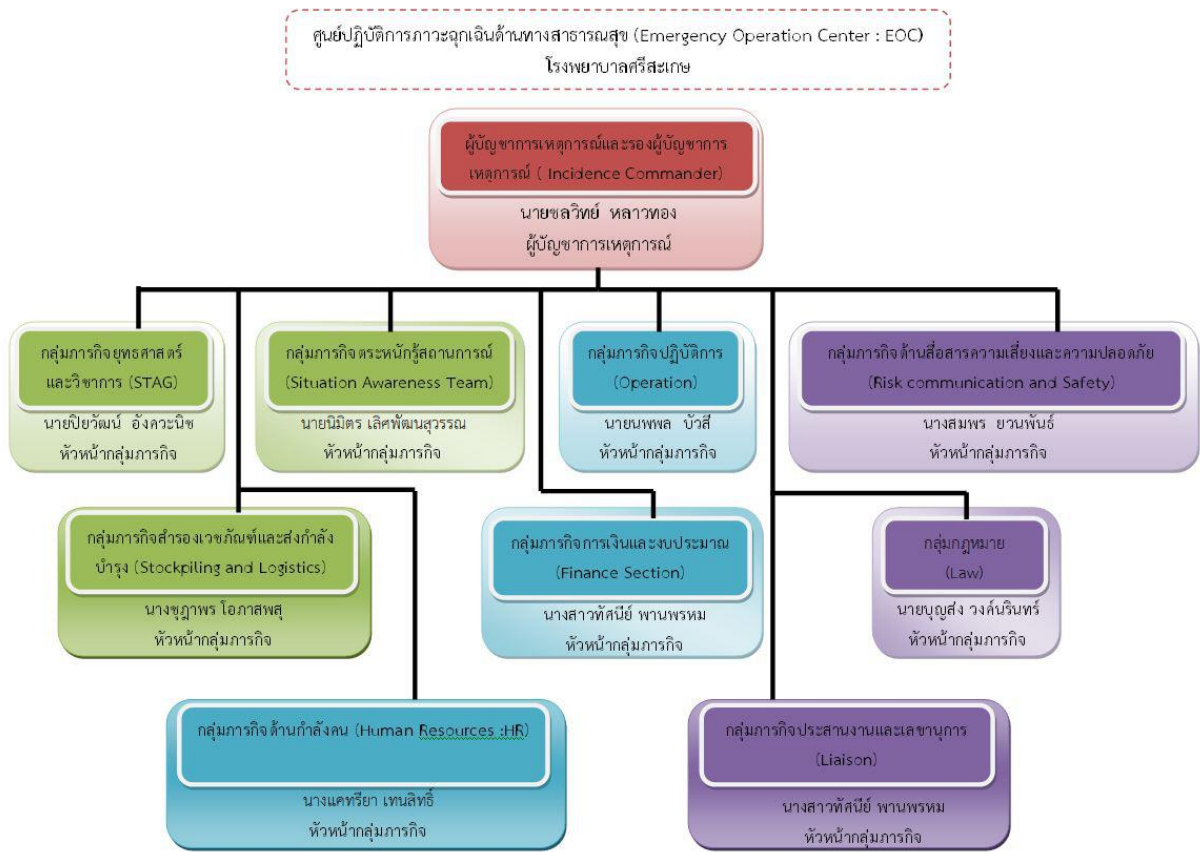 ศูนย์ปฏิบัติการภาวะฉุกเฉินด้านทางสาธารณสุข (Emergency Operation Center : EOC)
โรงพยาบาลศรีสะเกษ
ผู้บัญชาการเหตุการณ์และรองผู้บัญชาการ
เหตุการณ์ ( Incidence Commander)
นายชลวิทย์ หลาวทอง
ผู้บัญชาการเหตุการณ์
กลุ่มภารกิจยุทธศาสตร์
และวิชาการ (STAG)
นายปิยวัฒน์ อังควะนิช
หัวหน้ากลุ่มภารกิจ
กลุ่มภารกิจตระหนักรู้สถานการณ์
(Situation Awareness Team)
นายนิมิตร เลิศพัฒนสุวรรณ
หัวหน้ากลุ่มภารกิจ
กลุ่มภารกิจปฏิบัติการ
(Operation)
นายนพพล บัวสี
หัวหน้ากลุ่มภารกิจ
กลุ่มภารกิจด้านสื่อสารความเสี่ยงและความปลอดภัย
(Risk communication and Safety)
นางสมพร ยวนพันธ์
หัวหน้ากลุ่มภารกิจ
กลุ่มภารกิจสำรองเวชภัณฑ์และส่งกำลัง
บำรุง (Stockpiling and Logistics)
นางชุฎาพร โอภาสพสุ
หัวหน้ากลุ่มภารกิจ
กลุ่มภารกิจการเงินและงบประมาณ
(Finance Section)
นางสาวทัศนีย์ พานพรหม
หัวหน้ากลุ่มภารกิจ
กลุ่มกฎหมาย
(Law)
นายบุญส่ง วงค์นรินทร์
หัวหน้ากลุ่มภารกิจ
กลุ่มภารกิจด้านกำลังคน (Human Resources :HR)
นางแคทรียา เทนสิทธิ์
หัวหน้ากลุ่มภารกิจ
กลุ่มภารกิจประสานงานและเลขานุการ
(Liaison)
นางสาวทัศนีย์ พานพรหม
หัวหน้ากลุ่มภารกิจ